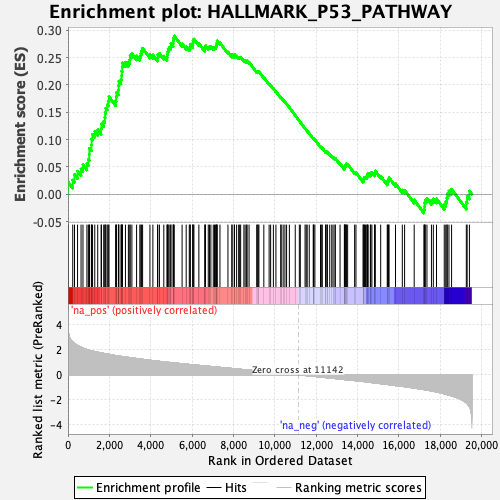 Enrichment plot: HALLMARK_P53_PATHWAY
Enrichment score (ES)
0.30
0.25
0.20
0.15
0.10
0.05
0.00
-0.05
'na_pos' (positively correlated)
Ranked list metric (PreRanked)
4
2
0
-2
-4
Zero cross at 11142
'na_neg' (negatively correlated)
0
2,000
4,000
6,000
8,000
10,000
12,000
14,000
16,000
18,000
20,000
Rank in Ordered Dataset
Enrichment profile
Hits
Ranking metric scores